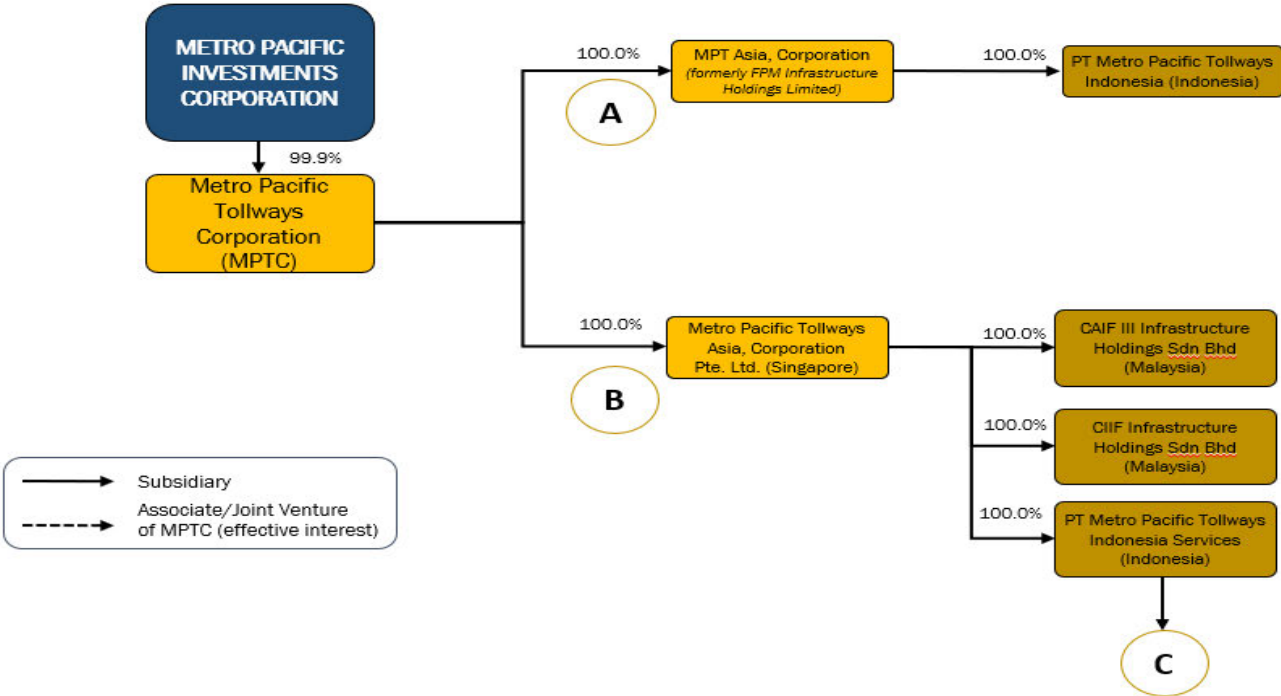 METRO PACIFIC
INVESTMENTS
CORPORATION
99.9%
Metro Pacific
Tollways
Corporation
(MPTC)
100.0%
A
MPT Asia, Corporation
(formerly FPM Infrastructure
Holdings Limited)
100.0%
PT Metro Pacific Tollways
Indonesia (Indonesia)
100.0%
B
Metro Pacific Tollways
Asia, Corporation
Pte. Ltd. (Singapore)
100.0%
CAIF III Infrastructure
Holdings Sdn Bhd
(Malaysia)
100.0%
CIIF Infrastructure
Holdings Sdn Bhd
(Malaysia)
100.0%
PT Metro Pacific Tollways
Indonesia Services
(Indonesia)
C
Subsidiary
Associate/Joint Venture
of MPTC (effective interest)